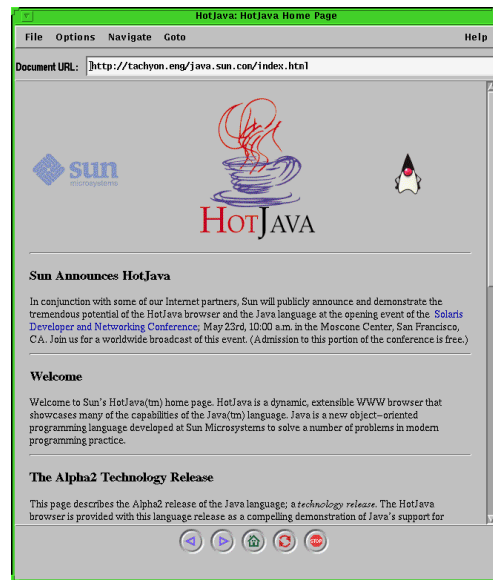 HotJava: HotJava Home Page
File Options Navigate Goto Help
Document URL: http://tachyon.eng/java.sun.com/index.html
Sun
microsystems
HOTJAVA
Sun Announces HotJava
In conjunction with some of our Internet partners, Sun will publicly announce and demonstrate the
tremendous potential of the HotJava browser and the Java language at the opening event of the Solaris
Developer and Networking Conference; May 23rd, 10:00 a.m. in the Moscone Center, San Francisco,
CA. Join us for a worldwide broadcast of this event. (Admission to this portion of the conference is free.)
Welcome
Welcome to Sun's HotJava(tm) home page. HotJava is a dynamic, extensible WWW browser that
showcases many of the capabilities of the Java(tm) language. Java is a new object-oriented
programming language developed at Sun Microsystems to solve a number of problems in modern
programming practice.
The Alpha2 Technology Release
This page describes the Alpha2 release of the Java language; a technology release. The HotJava
browser is provided with this language release as a compelling demonstration of Java's support for
STOP